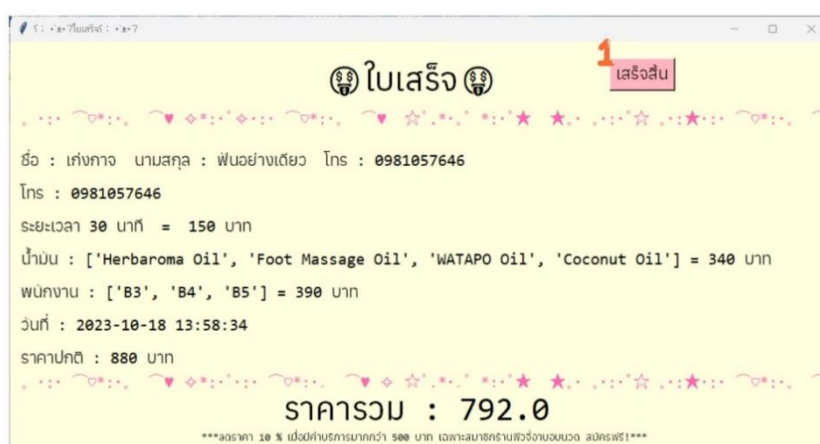 ใบเสร็จ
1
เสร็จสิ้น
ชื่อ : เก่งกาจ นามสกุล : ฟันอย่างเดียว โทร : 0981057646
โทร : 0981057646
ระยะเวลา 30 นาที = 150 บาท
น้ำมัน : ['Herbaroma Oil', 'Foot Massage Oil', 'WATAPO Oil', 'Coconut Oil'] = 340 บาท
พนักงาน : ['B3', 'B4', 'B5'] = 390 บาท
วันที่ : 2023-10-18 13:58:34
ราคาปกติ : 880 บาท
ราคารวม : 792.0
***ลดราคา 10 % เมื่อมีค่าบริการมากกว่า 500 บาท เฉพาะสมาชิกร้านฟิวจี๋อาบอบนวด สมัครฟรี!***